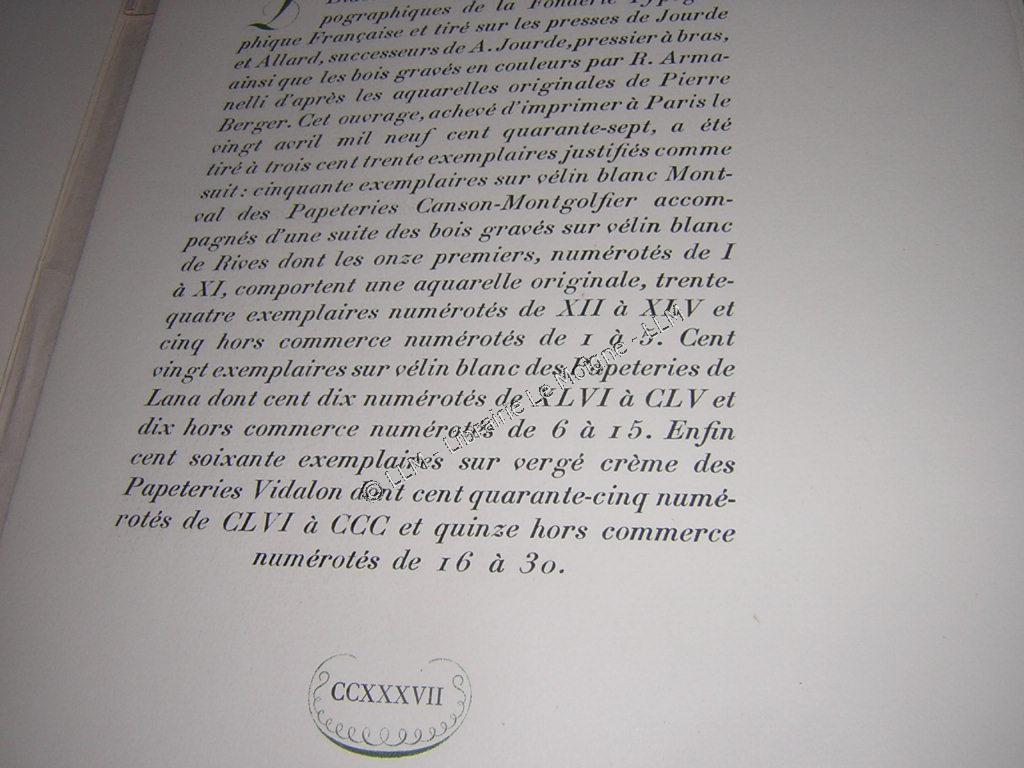 pographiques de la Fonderie Typogra-
phique Française et tiré sur les presses de Jourde
et Allard, successeurs de A. Jourde, pressier à bras,
ainsi que les bois gravés en couleurs par R. Arma-
nelli d'après les aquarelles originales de Pierre
Berger. Cet ouvrage, achevé d'imprimer à Paris le
vingt avril mil neuf cent quarante-sept, a été
tiré à trois cent trente exemplaires justifiés comme
suit : cinquante exemplaires sur vélin blanc Mont-
val des Papeteries Canson-Montgolfier accom-
pagnés d'une suite des bois gravés sur vélin blanc
de Rives dont les onze premiers, numérotés de I
à XI, comportent une aquarelle originale, trente-
quatre exemplaires numérotés de XII à XLV et
cinq hors commerce numérotés de 1 à 5. Cent
vingt exemplaires sur vélin blanc des Papeteries de
Lana dont cent dix numérotés de XLVI à CLV et
dix hors commerce numérotés de 6 à 15. Enfin
cent soixante exemplaires sur vergé crème des
Papeteries Vidalon dont cent quarante-cinq numé-
rotés de CLVI à CCC et quinze hors commerce
numérotés de 16 à 30.
CCXXXVII
© LLM - Librairie Le Moigne - LLM